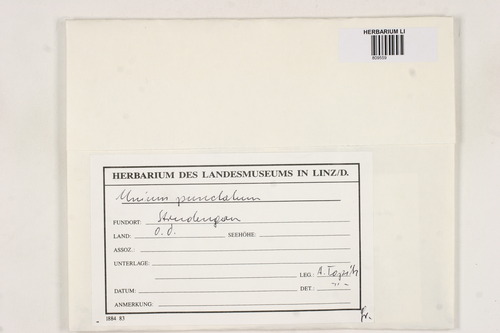 HERBARIUM LI
HERBARIUM DES LANDESMUSEUMS IN LINZ/D.
Mnium punctatum
FUNDORT: Strudengau
LAND: O.Ö. SEEHÖHE:
ASSOZ.:
UNTERLAGE:
LEG.: A.
DATUM: DET.: -"-
ANMERKUNG:
1884 83